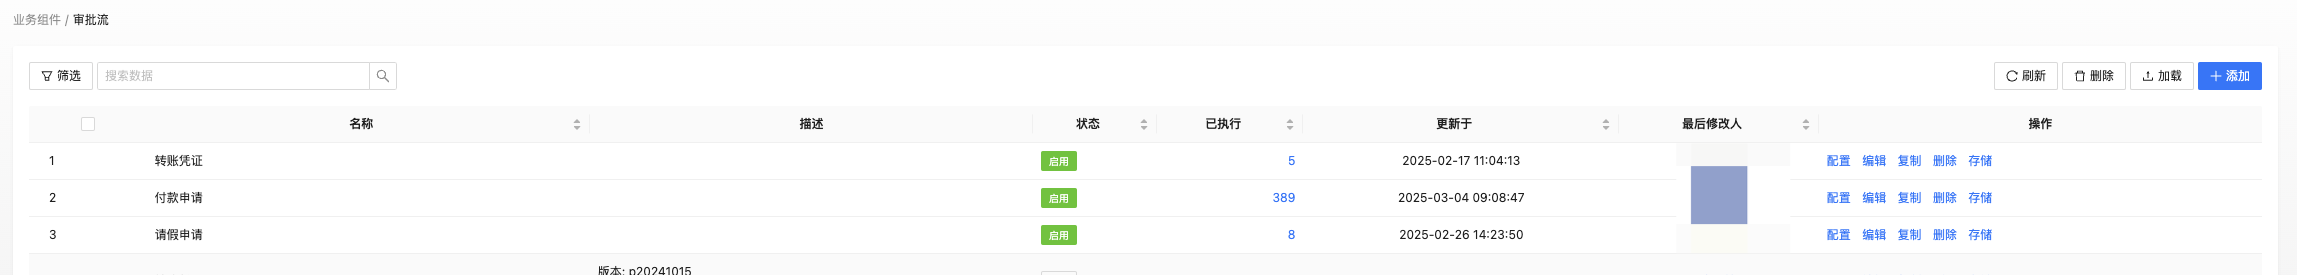 业务组件 / 审批流
筛选 搜索数据 刷新 删除 加载 添加
名称 描述 状态 已执行 更新于 最后修改人 操作
1 转账凭证 启用 5 2025-02-17 11:04:13 配置 编辑 复制 删除 存储
2 付款申请 启用 389 2025-03-04 09:08:47 配置 编辑 复制 删除 存储
3 请假申请 启用 8 2025-02-26 14:23:50 配置 编辑 复制 删除 存储
版本: p20241015